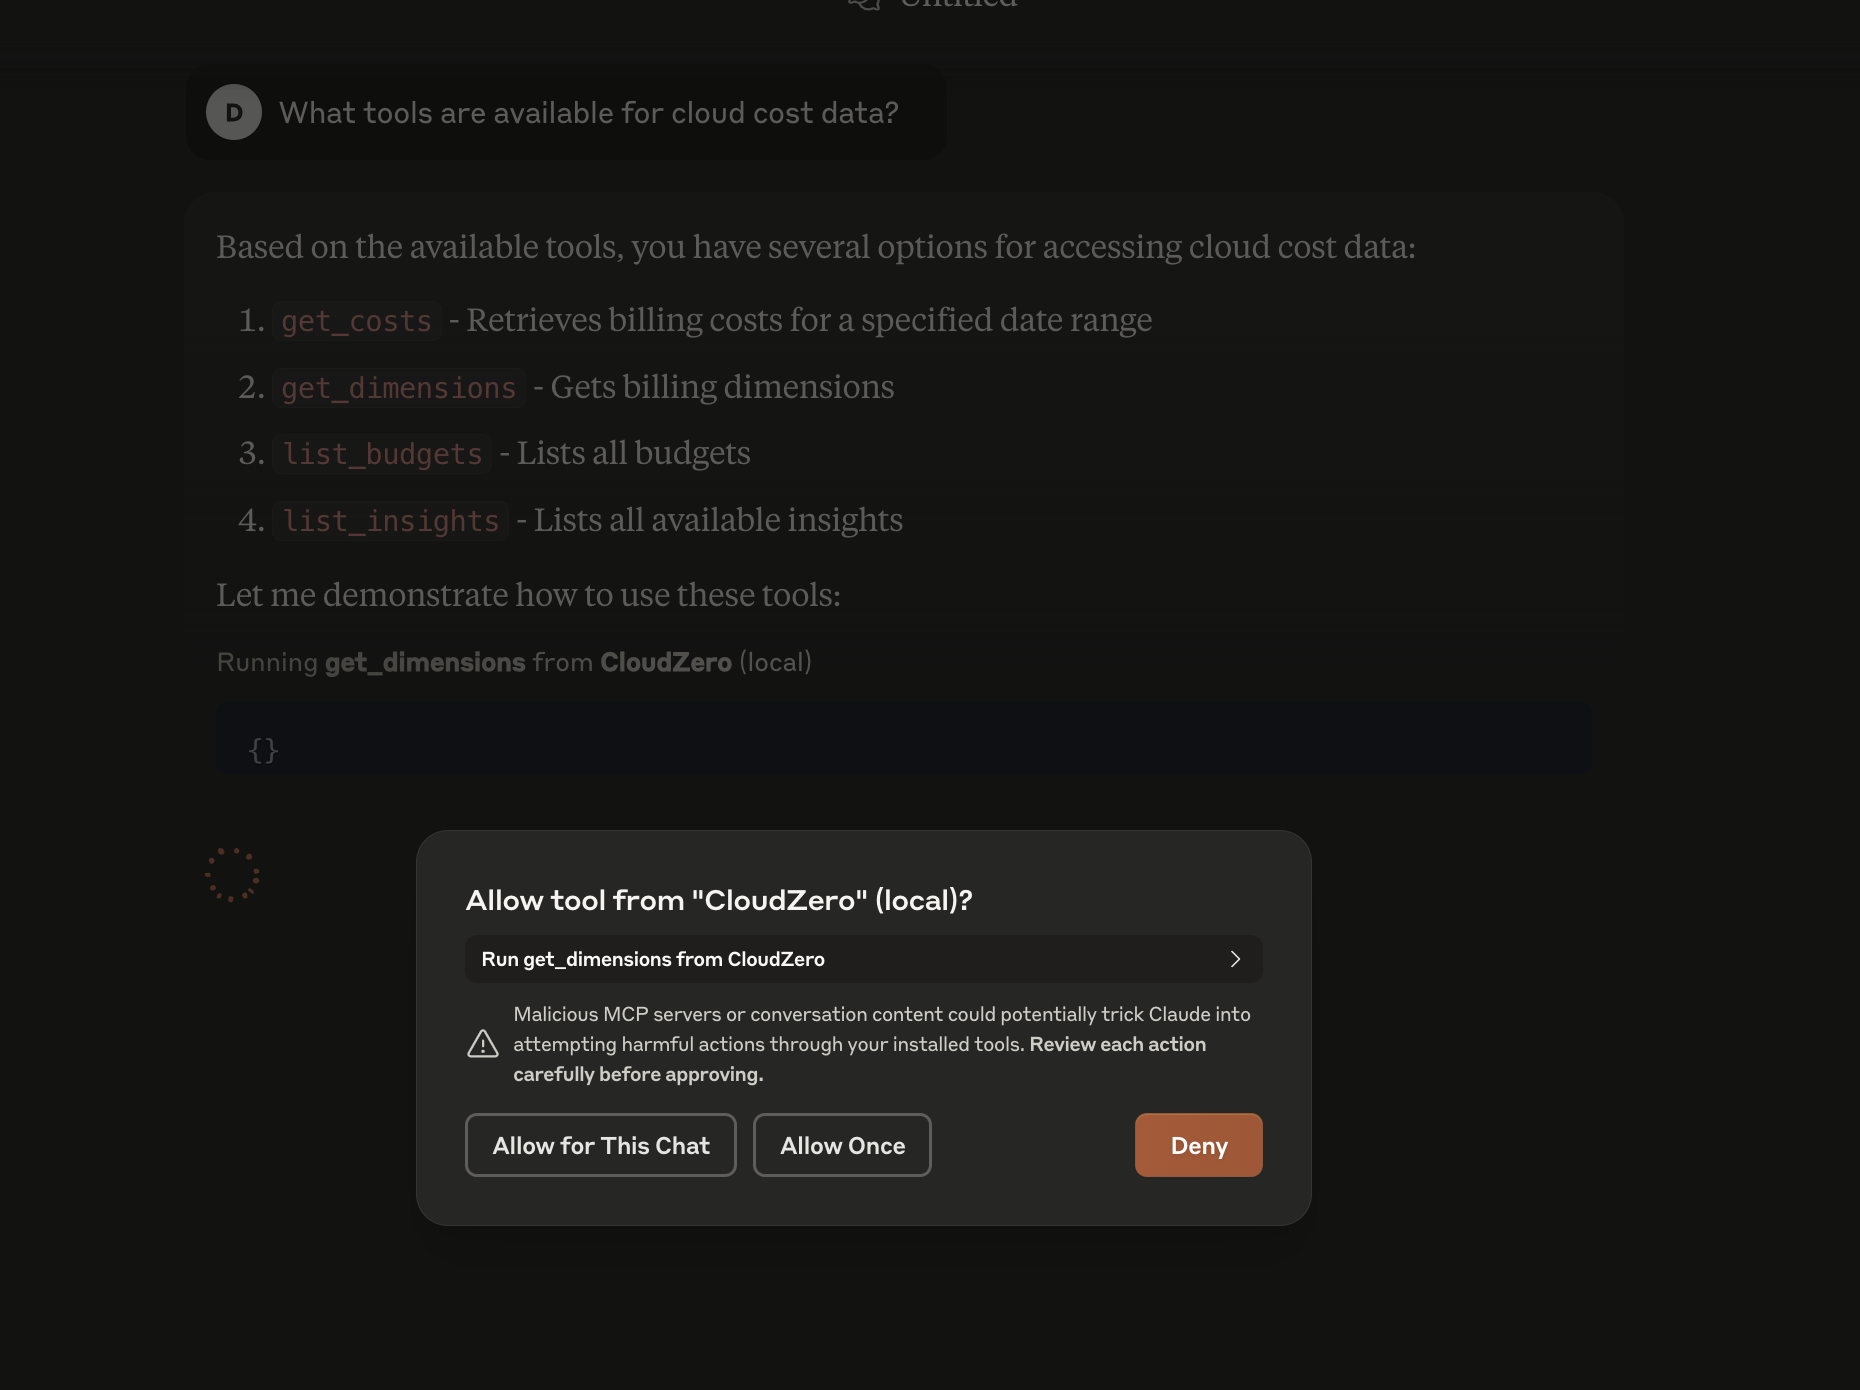 Untitled
D
What tools are available for cloud cost data?
Based on the available tools, you have several options for accessing cloud cost data:
1. get_costs - Retrieves billing costs for a specified date range
2. get_dimensions - Gets billing dimensions
3. list_budgets - Lists all budgets
4. list_insights - Lists all available insights
Let me demonstrate how to use these tools:
Running get_dimensions from CloudZero (local)
{}
Allow tool from "CloudZero" (local)?
Run get_dimensions from CloudZero
Malicious MCP servers or conversation content could potentially trick Claude into
attempting harmful actions through your installed tools. Review each action
carefully before approving.
Allow for This Chat
Allow Once
Deny